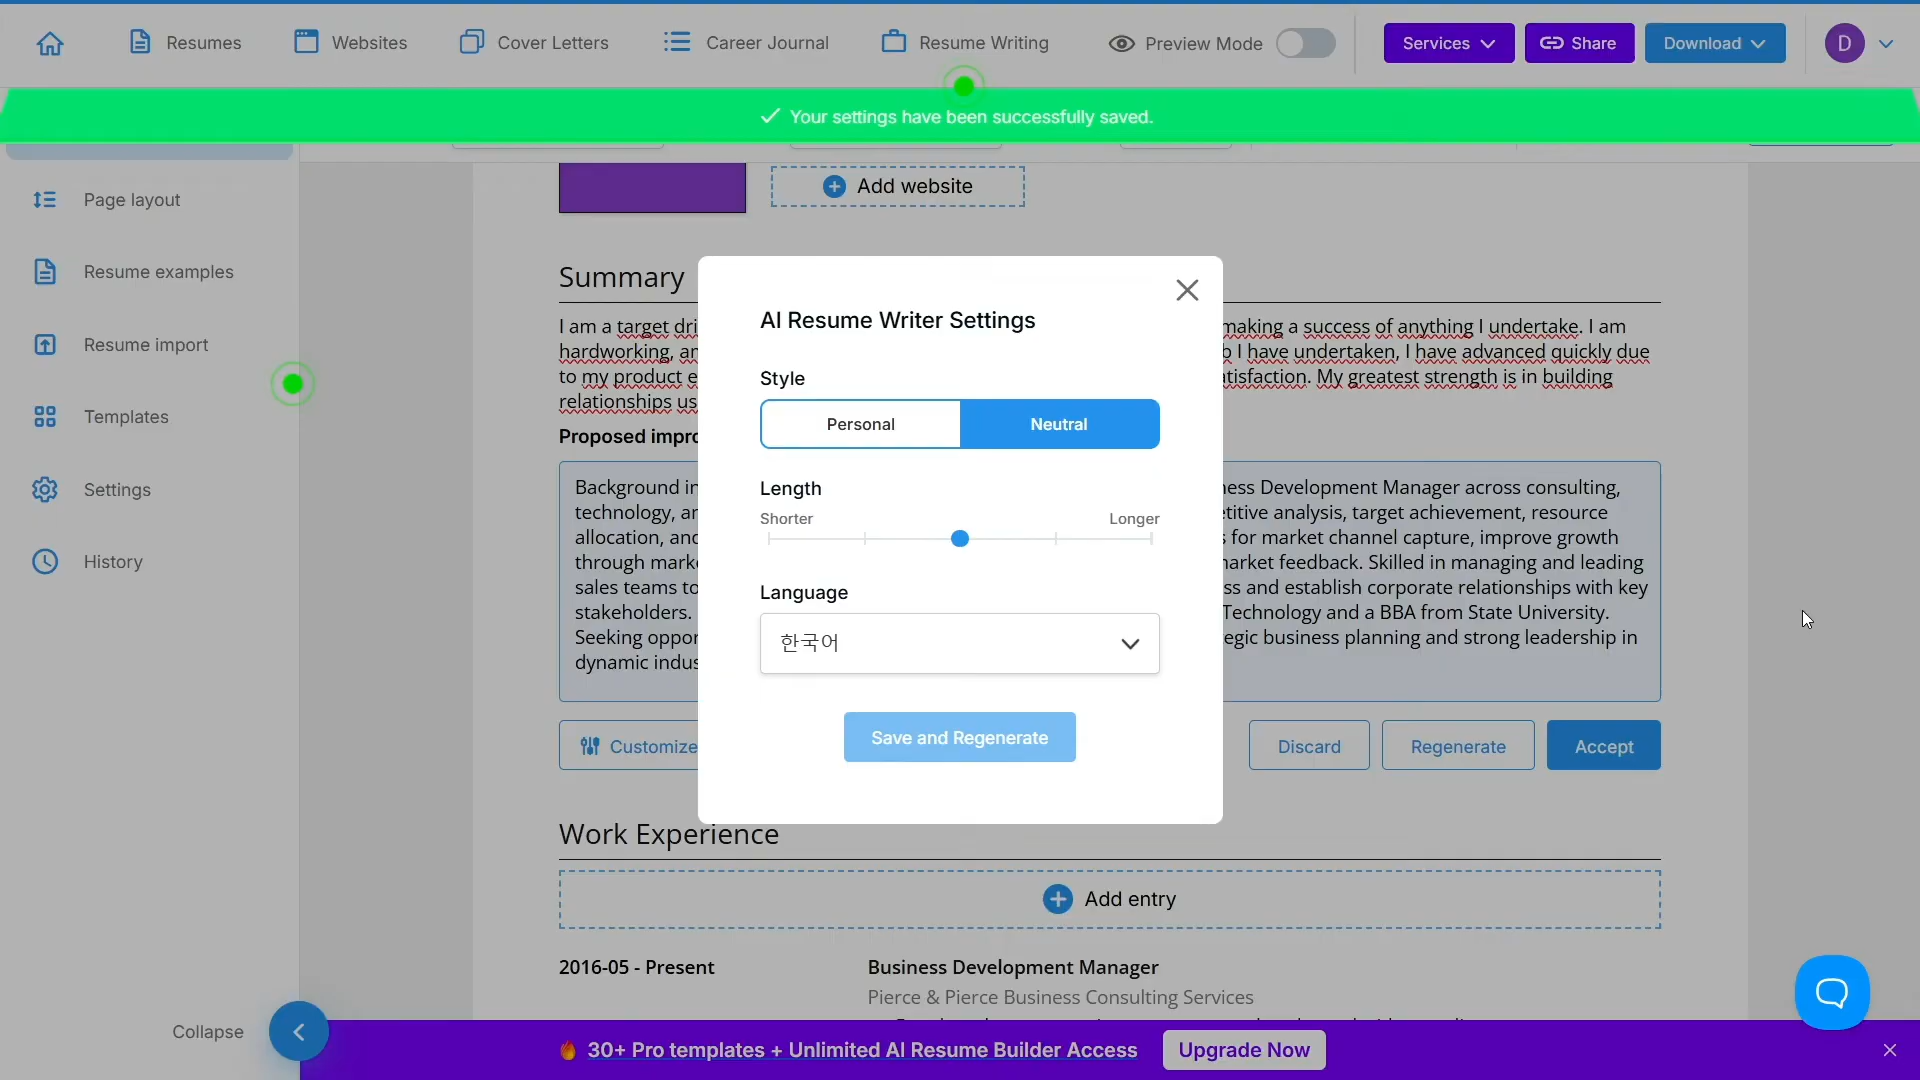 Resumes
Websites
Cover Letters
Career Journal
Resume Writing
Preview Mode
Services
Share
Download
D
Your settings have been successfully saved.
Page layout
Resume examples
Resume import
Templates
Settings
History
Collapse
Add website
Summary
I am a target dri
making a success of anything I undertake. I am
hardworking, an
b I have undertaken, I have advanced quickly due
to my product e
tisfaction. My greatest strength is in building
relationships us
Proposed impro
Background in
ness Development Manager across consulting,
technology, an
etitive analysis, target achievement, resource
allocation, and
s for market channel capture, improve growth
through marke
narket feedback. Skilled in managing and leading
sales teams to
ss and establish corporate relationships with key
stakeholders.
Technology and a BBA from State University.
Seeking oppor
egic business planning and strong leadership in
dynamic indus
Customize
Discard
Regenerate
Accept
AI Resume Writer Settings
Style
Personal
Neutral
Length
Shorter
Longer
Language
한국어
Save and Regenerate
Work Experience
Add entry
2016-05 - Present
Business Development Manager
Pierce & Pierce Business Consulting Services
30+ Pro templates + Unlimited AI Resume Builder Access
Upgrade Now